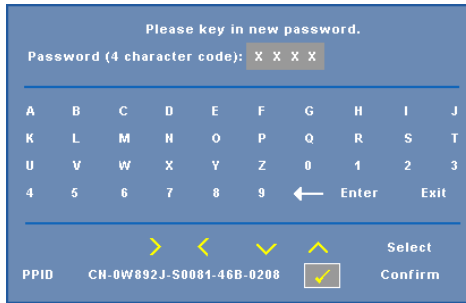 Please key in new password.
Password (4 character code): X X X X
A B C D E F G H I J
K L M N O P Q R S T
U V W X Y Z 0 1 2 3
4 5 6 7 8 9 ← Enter Exit
Select
PPID CN-0W892J-S0081-46B-0208 ✓ Confirm